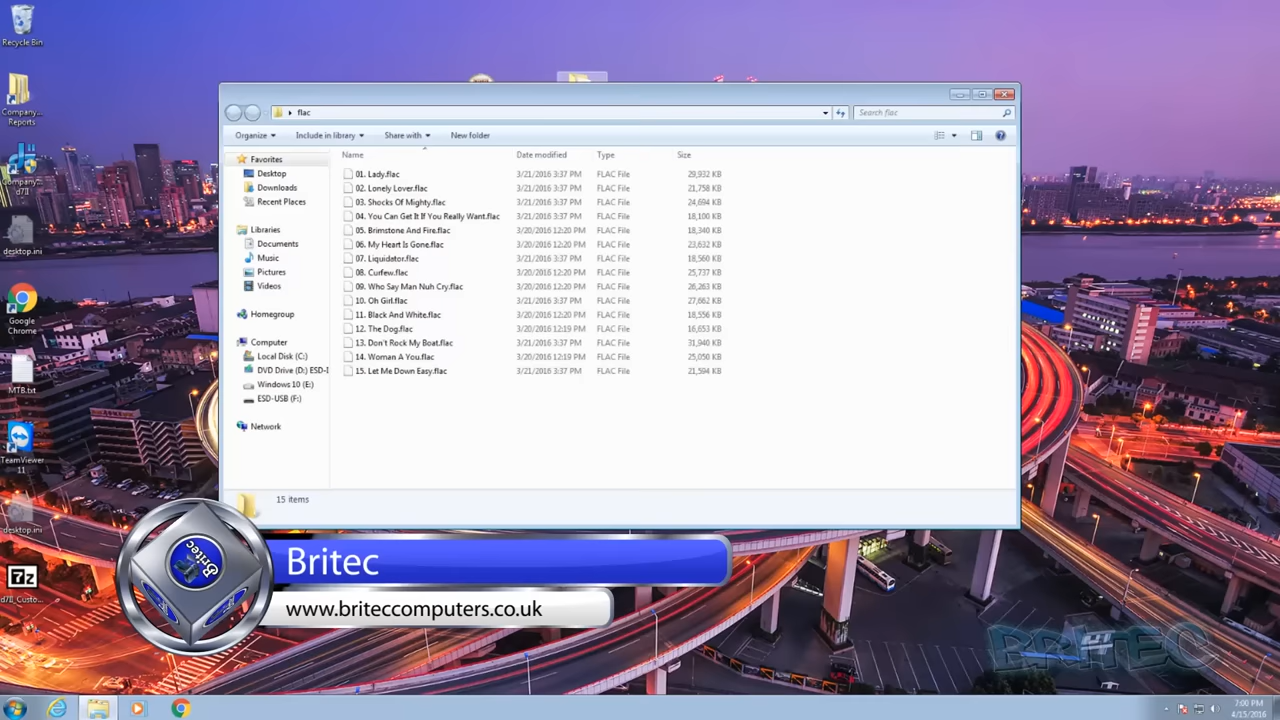 Recycle Bin
Company
Reports
Company...
d7II
desktop.ini
Google
Chrome
MTB.txt
TeamViewer
11
desktop.ini
d7II_Custo...
flac
Search flac
Organize
Include in library
Share with
New folder
Name
Date modified
Type
Size
Favorites
Desktop
Downloads
Recent Places
Libraries
Documents
Music
Pictures
Videos
Homegroup
Computer
Local Disk (C:)
DVD Drive (D:) ESD-I
Windows 10 (E:)
ESD-USB (F:)
Network
01. Lady.flac 3/21/2016 3:37 PM FLAC File 29,932 KB
02. Lonely Lover.flac 3/21/2016 3:37 PM FLAC File 21,758 KB
03. Shocks Of Mighty.flac 3/21/2016 3:37 PM FLAC File 24,694 KB
04. You Can Get It If You Really Want.flac 3/21/2016 3:37 PM FLAC File 18,100 KB
05. Brimstone And Fire.flac 3/20/2016 12:20 PM FLAC File 18,340 KB
06. My Heart Is Gone.flac 3/20/2016 12:20 PM FLAC File 23,632 KB
07. Liquidator.flac 3/21/2016 3:37 PM FLAC File 18,560 KB
08. Curfew.flac 3/20/2016 12:20 PM FLAC File 25,737 KB
09. Who Say Man Nuh Cry.flac 3/20/2016 12:20 PM FLAC File 26,263 KB
10. Oh Girl.flac 3/21/2016 3:37 PM FLAC File 27,662 KB
11. Black And White.flac 3/20/2016 12:20 PM FLAC File 18,556 KB
12. The Dog.flac 3/20/2016 12:19 PM FLAC File 16,653 KB
13. Don't Rock My Boat.flac 3/21/2016 3:37 PM FLAC File 31,940 KB
14. Woman A You.flac 3/20/2016 12:19 PM FLAC File 25,050 KB
15. Let Me Down Easy.flac 3/21/2016 3:37 PM FLAC File 21,594 KB
15 items
Britec
Britec
www.briteccomputers.co.uk
BRITEC
7:00 PM
4/15/2016